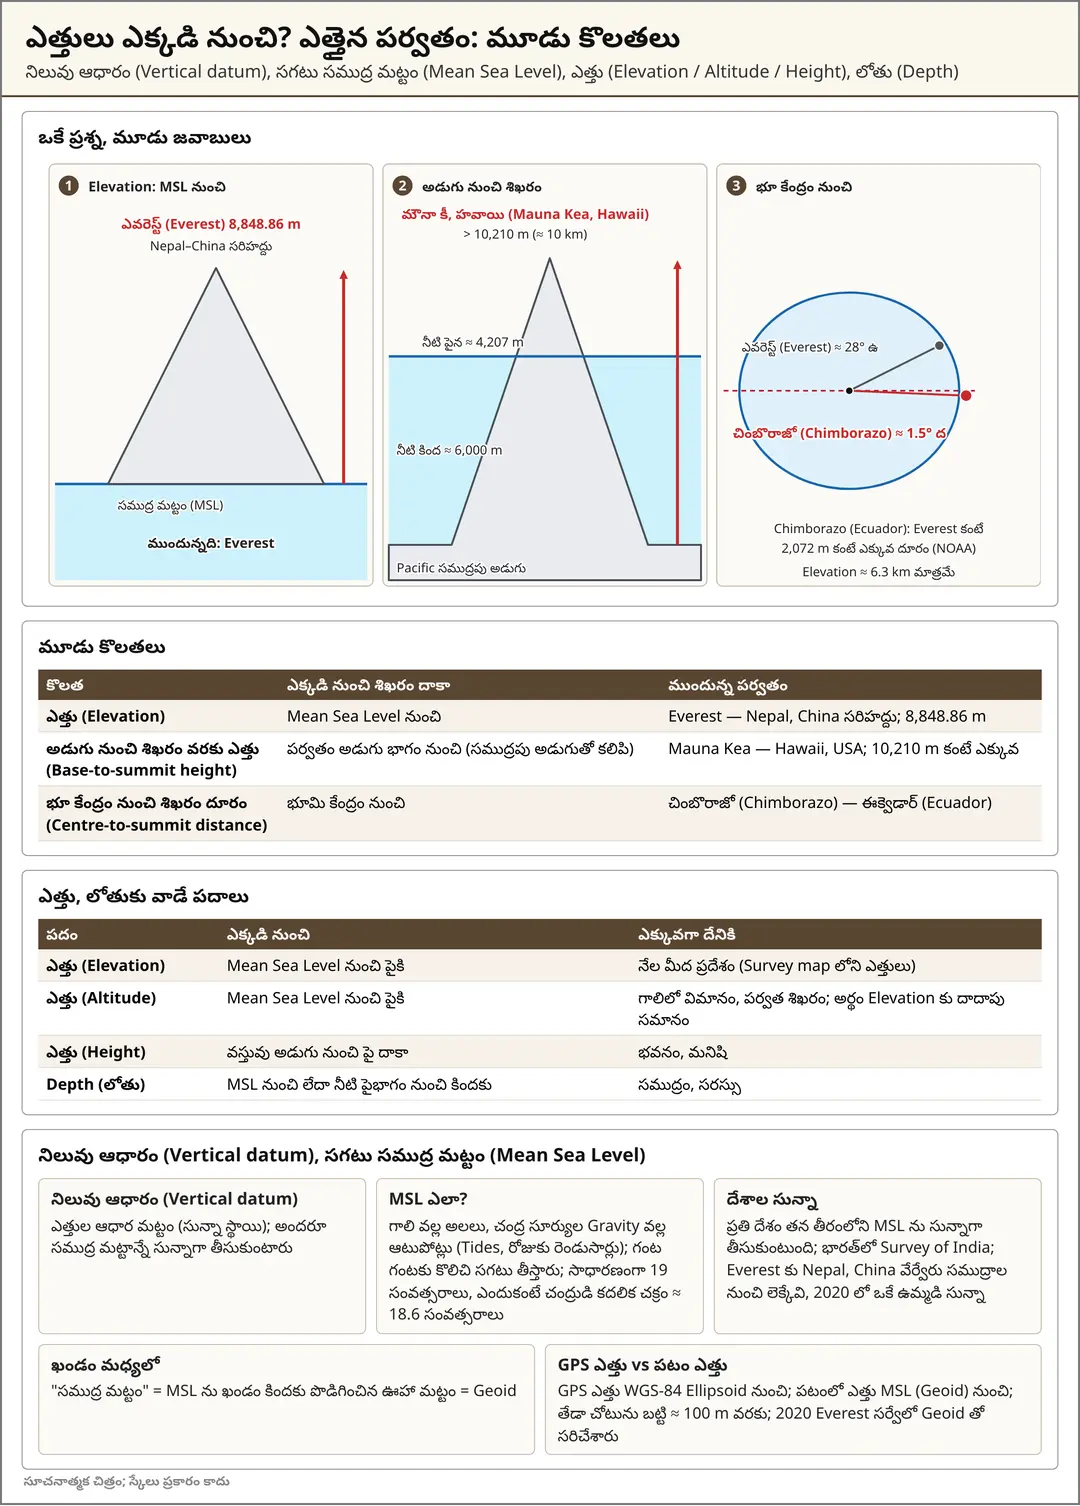 ఎత్తులు ఎక్కడి నుంచి? ఎత్తైన పర్వతం: మూడు కొలతలు
నిలువు ఆధారం (Vertical datum), సగటు సముద్ర మట్టం (Mean Sea Level), ఎత్తు (Elevation / Altitude / Height), లోతు (Depth)
ఒకే ప్రశ్న, మూడు జవాబులు
1 Elevation: MSL నుంచి
ఎవరెస్ట్ (Everest) 8,848.86 m
Nepal–China సరిహద్దు
సముద్ర మట్టం (MSL)
ముందున్నది: Everest
2 అడుగు నుంచి శిఖరం
మౌనా కీ, హవాయి (Mauna Kea, Hawaii)
> 10,210 m (≈ 10 km)
నీటి పైన ≈ 4,207 m
నీటి కింద ≈ 6,000 m
Pacific సముద్రపు అడుగు
3 భూ కేంద్రం నుంచి
ఎవరెస్ట్ (Everest) ≈ 28° ఉ
చింబొరాజో (Chimborazo) ≈ 1.5° ద
Chimborazo (Ecuador): Everest కంటే
2,072 m కంటే ఎక్కువ దూరం (NOAA)
Elevation ≈ 6.3 km మాత్రమే
మూడు కొలతలు
కొలత ఎక్కడి నుంచి శిఖరం దాకా ముందున్న పర్వతం
ఎత్తు (Elevation) Mean Sea Level నుంచి Everest — Nepal, China సరిహద్దు; 8,848.86 m
అడుగు నుంచి శిఖరం వరకు ఎత్తు పర్వతం అడుగు భాగం నుంచి (సముద్రపు అడుగుతో కలిపి) Mauna Kea — Hawaii, USA; 10,210 m కంటే ఎక్కువ
(Base-to-summit height)
భూ కేంద్రం నుంచి శిఖరం దూరం భూమి కేంద్రం నుంచి చింబొరాజో (Chimborazo) — ఈక్వెడార్ (Ecuador)
(Centre-to-summit distance)
ఎత్తు, లోతుకు వాడే పదాలు
పదం ఎక్కడి నుంచి ఎక్కువగా దేనికి
ఎత్తు (Elevation) Mean Sea Level నుంచి పైకి నేల మీద ప్రదేశం (Survey map లోని ఎత్తులు)
ఎత్తు (Altitude) Mean Sea Level నుంచి పైకి గాలిలో విమానం, పర్వత శిఖరం; అర్థం Elevation కు దాదాపు
సమానం
ఎత్తు (Height) వస్తువు అడుగు నుంచి పై దాకా భవనం, మనిషి
Depth (లోతు) MSL నుంచి లేదా నీటి పైభాగం నుంచి కిందకు సముద్రం, సరస్సు
నిలువు ఆధారం (Vertical datum), సగటు సముద్ర మట్టం (Mean Sea Level)
నిలువు ఆధారం (Vertical datum)
ఎత్తుల ఆధార మట్టం (సున్నా స్థాయి); అందరూ
సముద్ర మట్టాన్నే సున్నాగా తీసుకుంటారు
MSL ఎలా?
గాలి వల్ల అలలు, చంద్ర సూర్యుల Gravity వల్ల
ఆటుపోట్లు (Tides, రోజుకు రెండుసార్లు); గంట
గంటకు కొలిచి సగటు తీస్తారు; సాధారణంగా 19
సంవత్సరాలు, ఎందుకంటే చంద్రుడి కదలిక చక్రం ≈
18.6 సంవత్సరాలు
దేశాల సున్నా
ప్రతి దేశం తన తీరంలోని MSL ను సున్నాగా
తీసుకుంటుంది; భారత్‌లో Survey of India;
Everest కు Nepal, China వేర్వేరు సముద్రాల
నుంచి లెక్కేవి, 2020 లో ఒకే ఉమ్మడి సున్నా
ఖండం మధ్యలో
"సముద్ర మట్టం" = MSL ను ఖండం కిందకు పొడిగించిన ఊహా మట్టం = Geoid
GPS ఎత్తు vs పటం ఎత్తు
GPS ఎత్తు WGS-84 Ellipsoid నుంచి; పటంలో ఎత్తు MSL (Geoid) నుంచి;
తేడా చోటును బట్టి ≈ 100 m వరకు; 2020 Everest సర్వేలో Geoid తో
సరిచేశారు
సూచనాత్మక చిత్రం; స్కేలు ప్రకారం కాదు